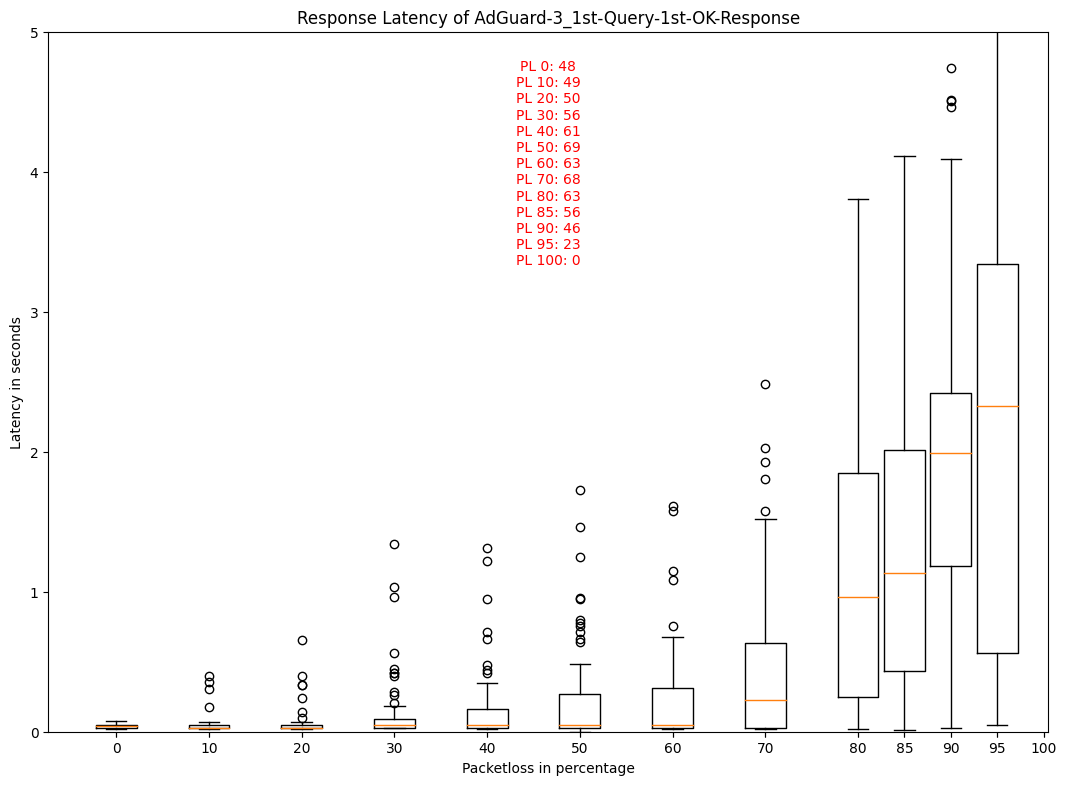 Response Latency of AdGuard-3_1st-Query-1st-OK-Response
5
PL 0: 48
PL 10: 49
PL 20: 50
PL 30: 56
PL 40: 61
PL 50: 69
PL 60: 63
PL 70: 68
PL 80: 63
PL 85: 56
PL 90: 46
PL 95: 23
PL 100: 0
4
3
2
1
0
Latency in seconds
0 10 20 30 40 50 60 70 80 85 90 95 100
Packetloss in percentage